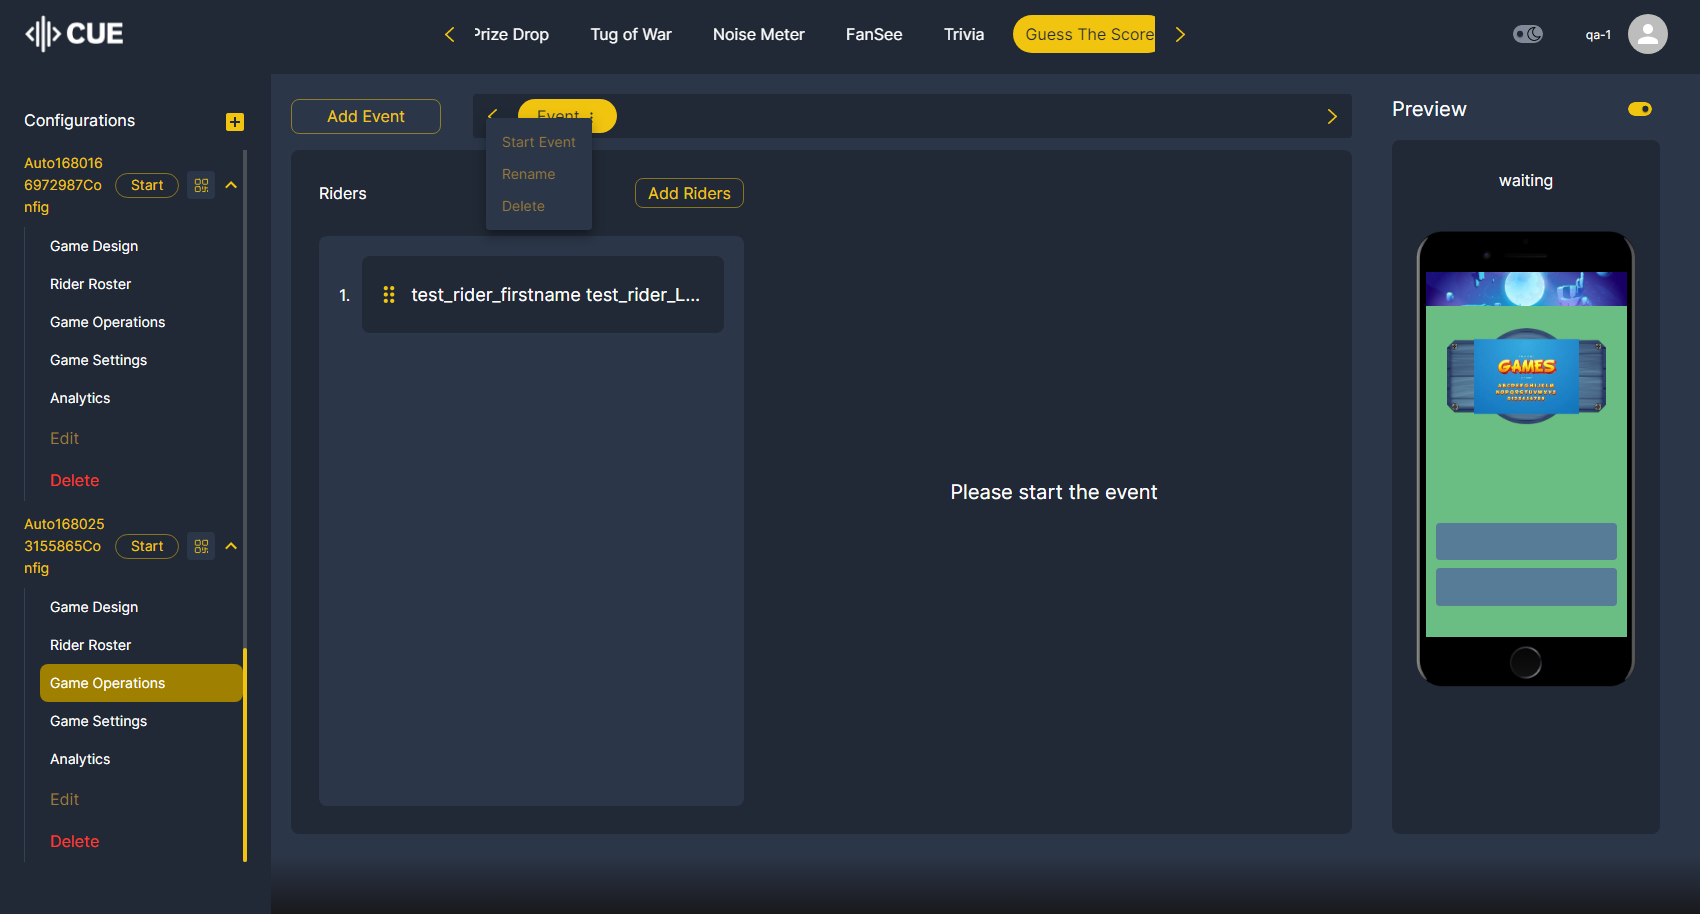 CUE
Prize Drop
Tug of War
Noise Meter
FanSee
Trivia
Guess The Score
qa-1
Configurations
Auto168016
6972987Co
nfig
Start
Game Design
Rider Roster
Game Operations
Game Settings
Analytics
Edit
Delete
Auto168025
3155865Co
nfig
Start
Game Design
Rider Roster
Game Operations
Game Settings
Analytics
Edit
Delete
Add Event
Event
Start Event
Rename
Delete
Riders
Add Riders
1.
test_rider_firstname test_rider_L...
Please start the event
Preview
waiting
GAMES